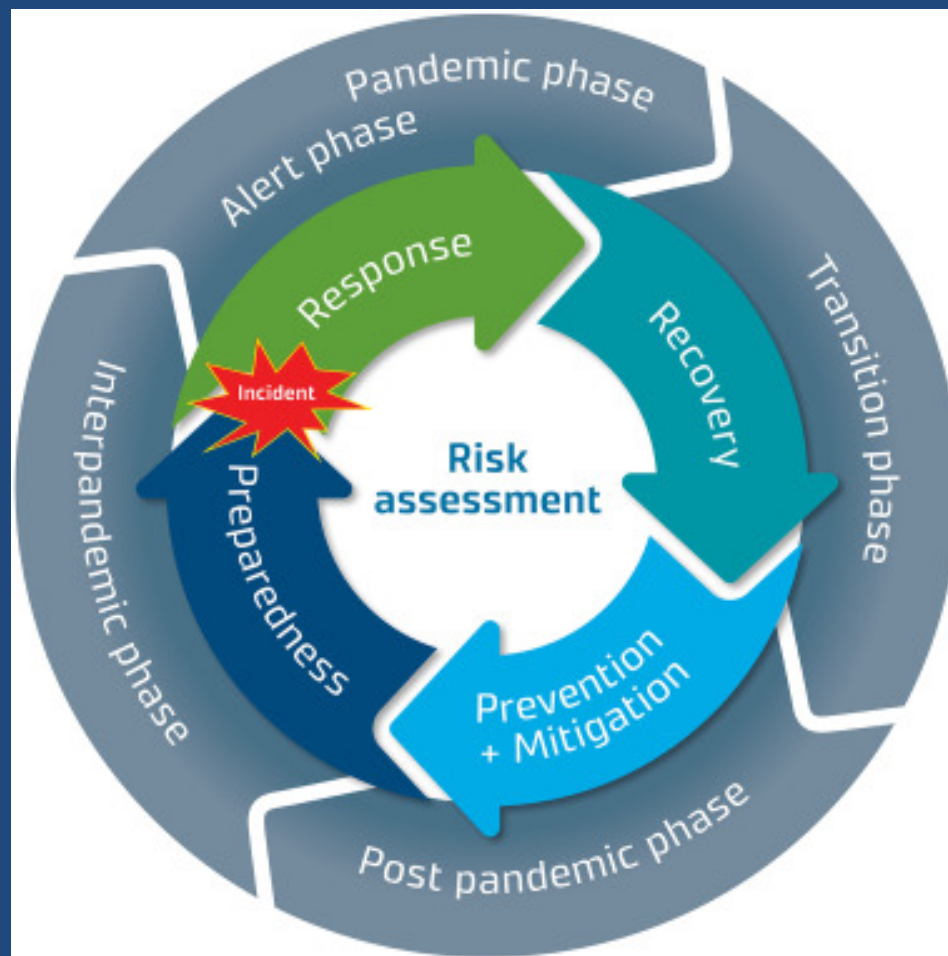 Pandemic phase
Alert phase
Response
Transition phase
Recovery
Incident
Interpandemic phase
Preparedness
Risk
assessment
Prevention
+ Mitigation
Post pandemic phase